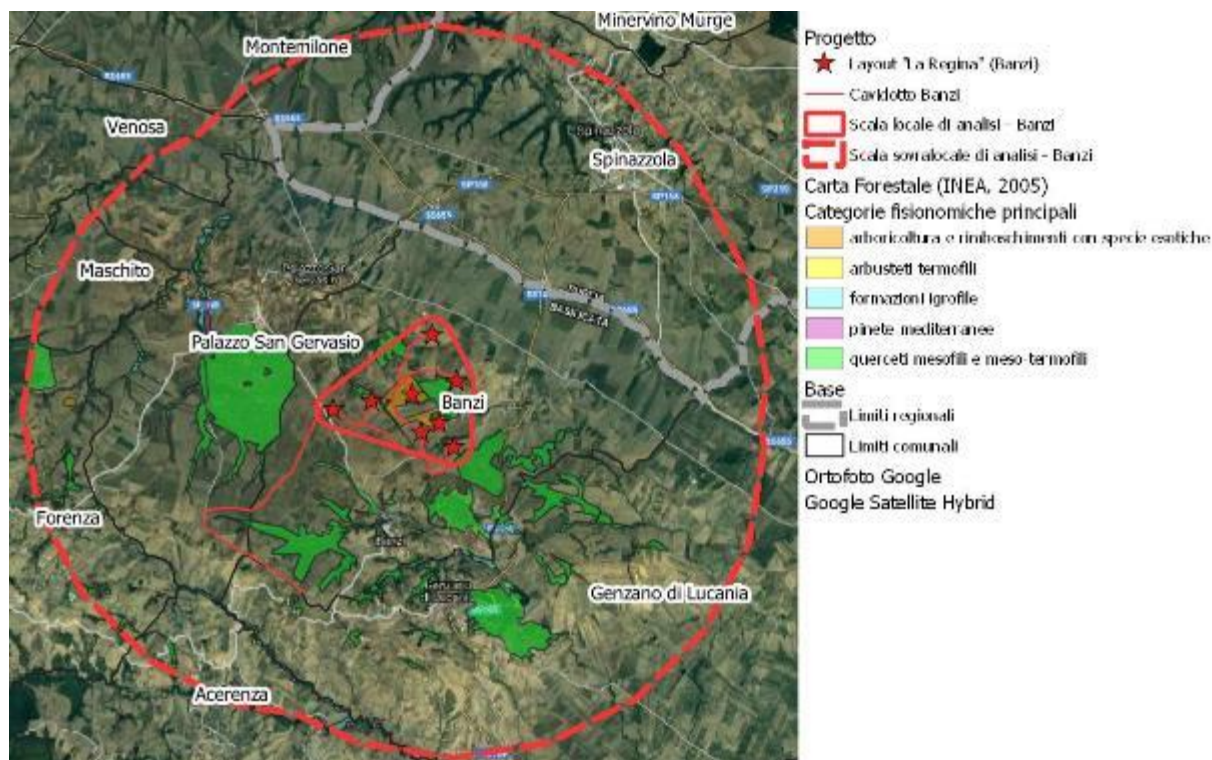 Minervino Murge
Montemilone
Venosa
Spinazzola
Spinazzola
Maschito
Palazzo San Gervasio
Banzi
Forenza
Banzi
Genzano di Lucania
Acerenza
BASILICATA
Progetto
Layout "La Regina" (Banzi)
Cavidotto Banzi
Scala locale di analisi - Banzi
Scala sovralocale di analisi - Banzi
Carta Forestale (INEA, 2005)
Categorie fisionomiche principali
arboricoltura e rimboschimenti con specie esotiche
arbusteti termofili
formazioni igrofile
pinete mediterranee
querceti mesofili e meso-termofili
Base
Limiti regionali
Limiti comunali
Ortofoto Google
Google Satellite Hybrid